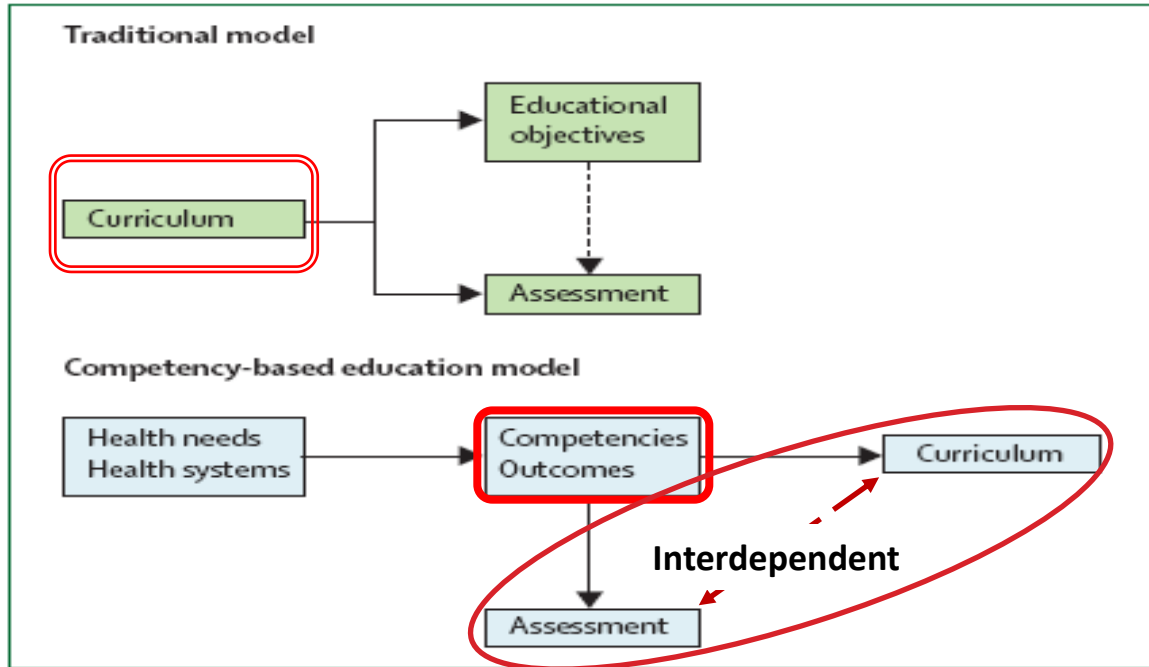 Traditional model
Educational
objectives
Curriculum
Assessment
Competency-based education model
Health needs
Health systems
Competencies
Outcomes
Curriculum
Interdependent
Assessment